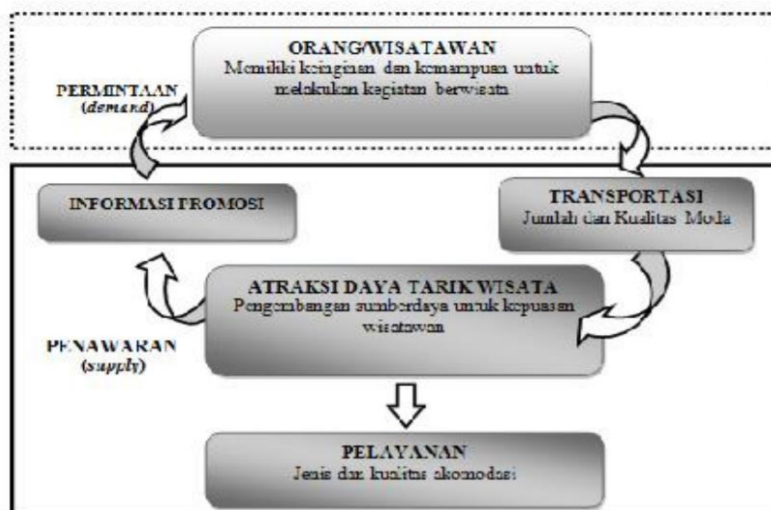 ORANG/WISATAWAN
Memiliki keinginan dan kemampuan untuk
melakukan kegiatan berwisata
PERMINTAAN
(demand)
INFORMASI PROMOSI
TRANSPORTASI
Jumlah dan Kualitas Moda
ATRAKSI DAYA TARIK WISATA
Pengembangan sumberdaya untuk kepuasan
wisatawan
PENAWARAN
(supply)
PELAYANAN
Jenis dan kualitas akomodasi